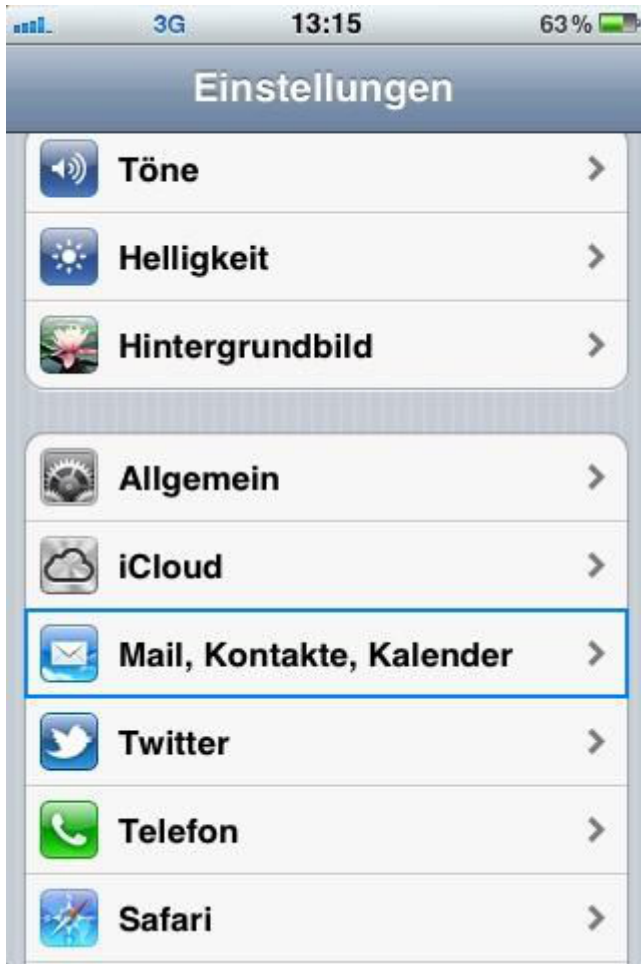 3G 13:15 63 %
Einstellungen
Töne
Helligkeit
Hintergrundbild
Allgemein
iCloud
Mail, Kontakte, Kalender
Twitter
Telefon
Safari